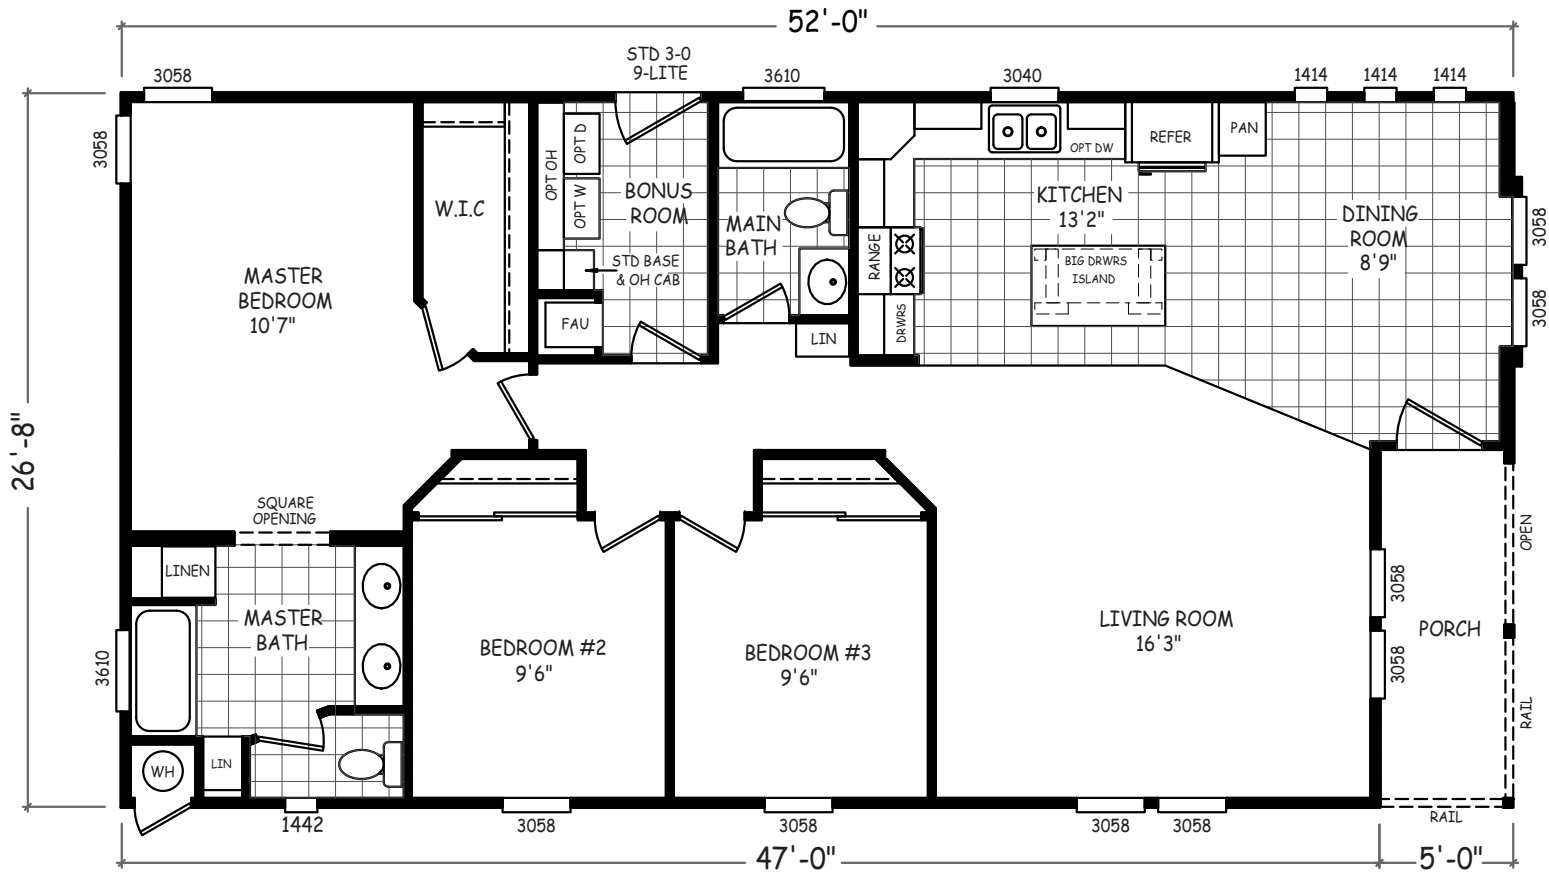 52'-0"
STD 3-0
9-LITE
3058
3610
3040
1414
1414
1414
3058
OPT OH
OPT D
OPT W
BONUS
ROOM
W.I.C
MAIN
BATH
OPT DW
REFER
PAN
KITCHEN
13'2"
DINING
ROOM
8'9"
3058
3058
RANGE
BIG DRWRS
ISLAND
DRWRS
STD BASE
& OH CAB
FAU
LIN
MASTER
BEDROOM
10'7"
26'-8"
SQUARE
OPENING
LINEN
MASTER
BATH
3610
WH
LIN
BEDROOM #2
9'6"
BEDROOM #3
9'6"
LIVING ROOM
16'3"
3058
3058
PORCH
OPEN
RAIL
RAIL
1442
3058
3058
3058
3058
47'-0"
5'-0"